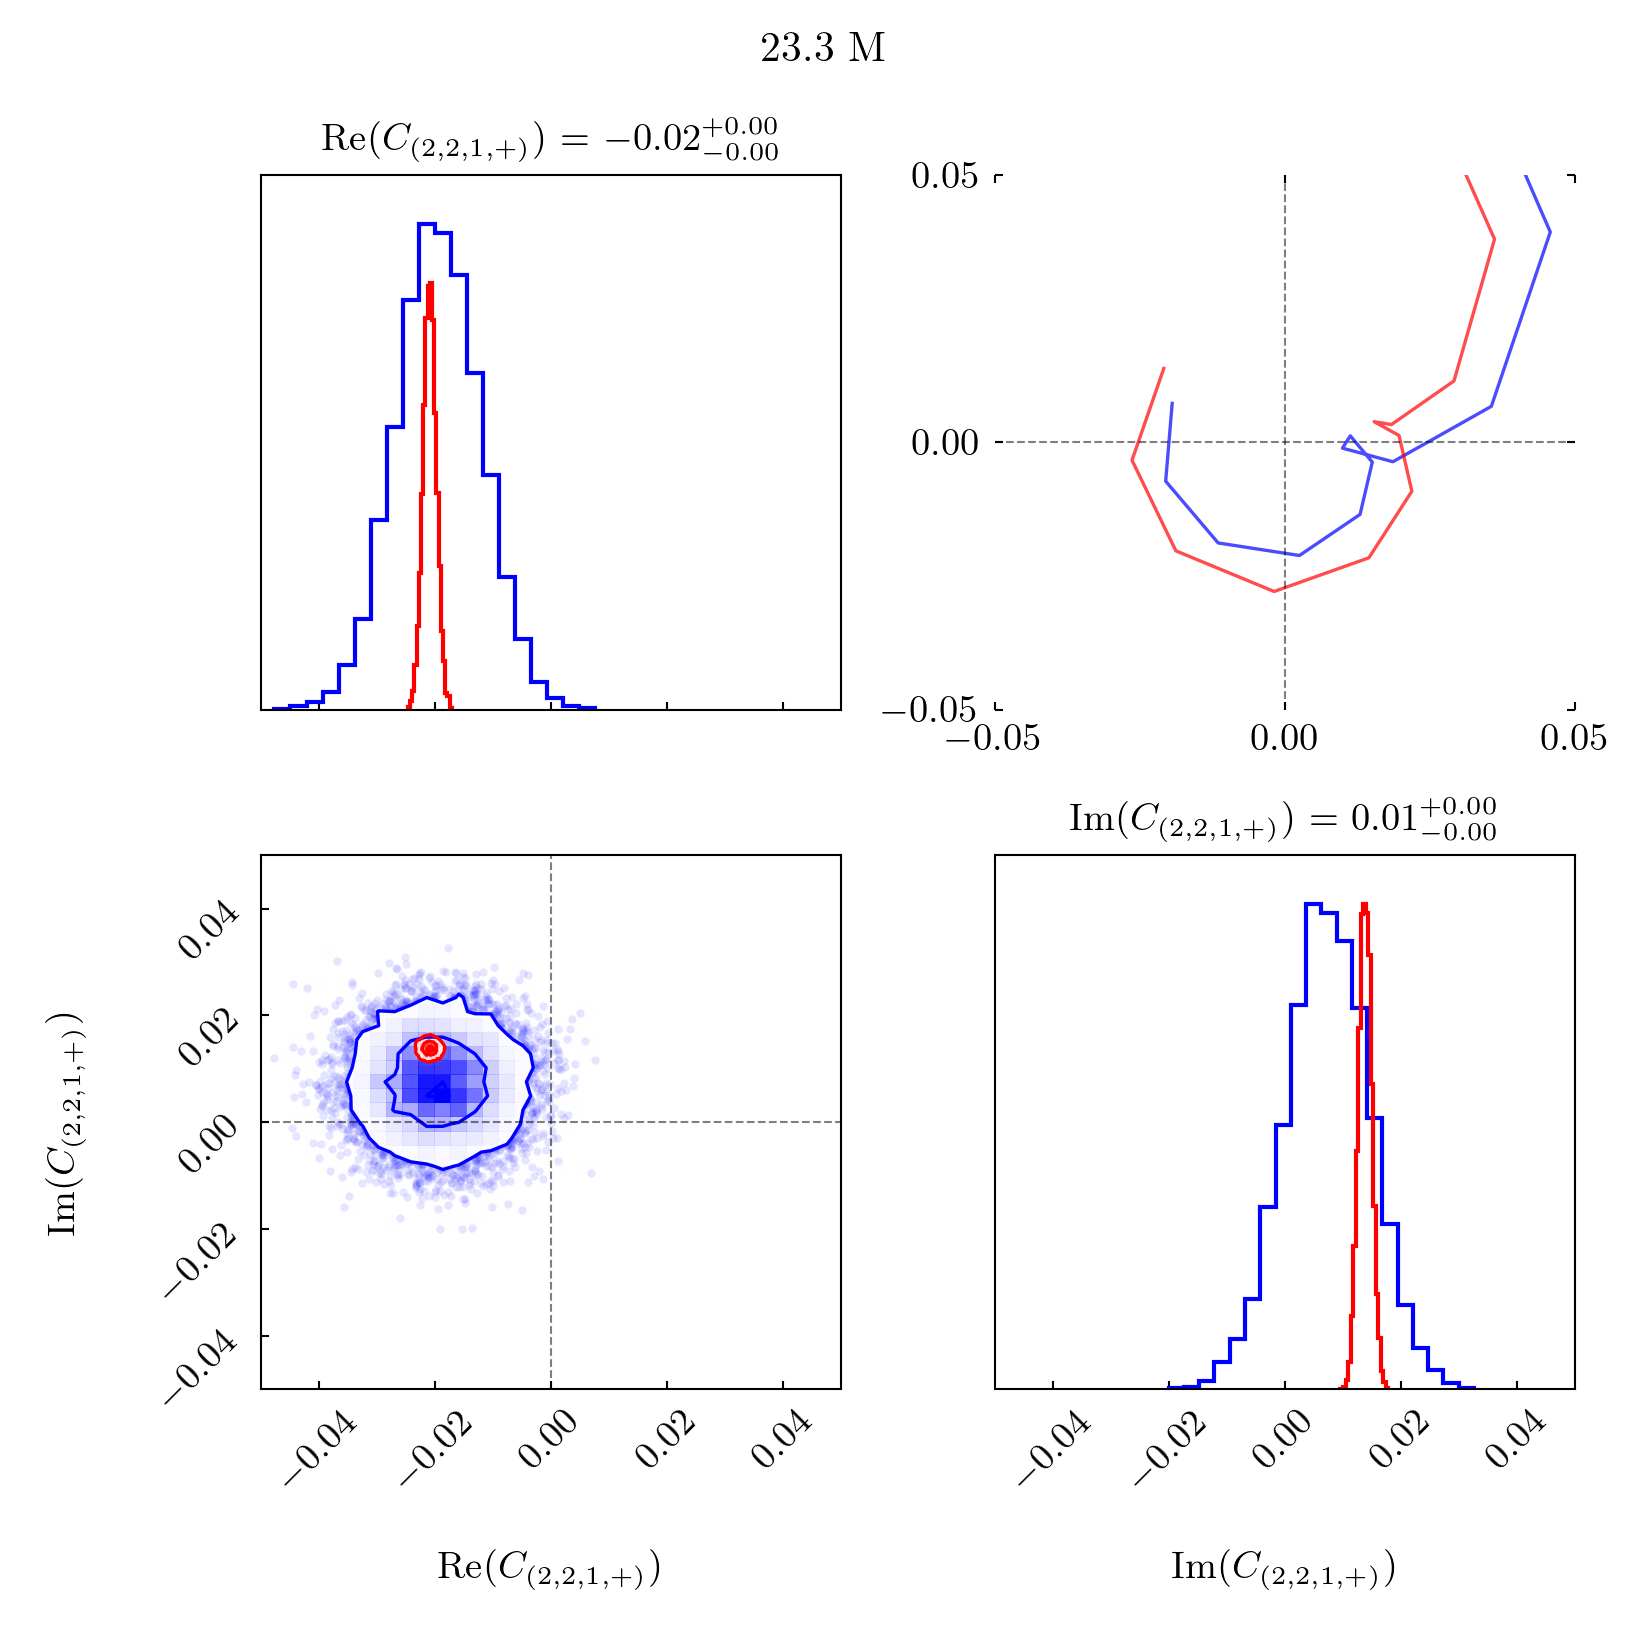 23.3 M
Re(C_{(2,2,1,+)}) = −0.02^{+0.00}_{−0.00}
0.05
0.00
−0.05
−0.05 0.00 0.05
Im(C_{(2,2,1,+)}) = 0.01^{+0.00}_{−0.00}
Im(C_{(2,2,1,+)})
0.04
0.02
0.00
−0.02
−0.04
−0.04 −0.02 0.00 0.02 0.04
−0.04 −0.02 0.00 0.02 0.04
Re(C_{(2,2,1,+)})
Im(C_{(2,2,1,+)})